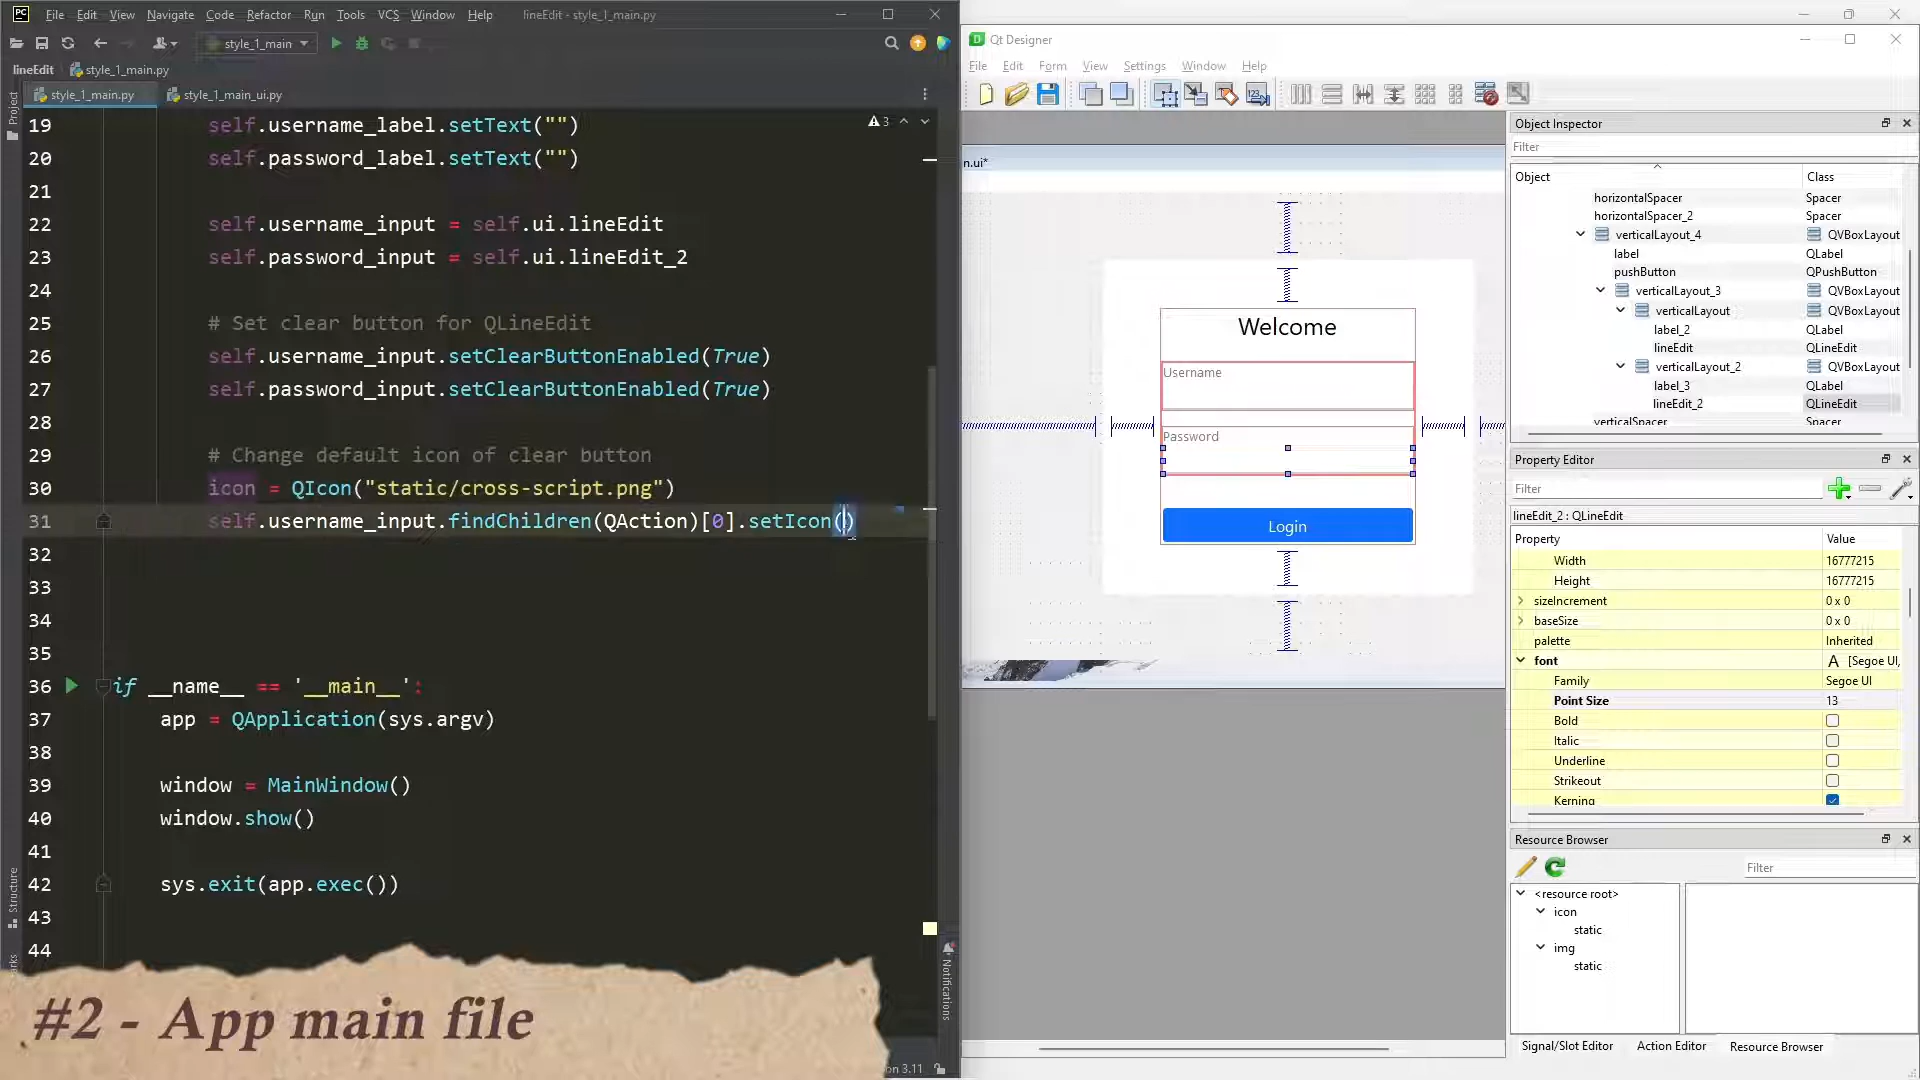 PC File Edit View Navigate Code Refactor Run Tools VCS Window Help lineEdit - style_1_main.py
style_1_main
lineEdit style_1_main.py
Project
style_1_main.py style_1_main_ui.py
3
19 self.username_label.setText("")
20 self.password_label.setText("")
21
22 self.username_input = self.ui.lineEdit
23 self.password_input = self.ui.lineEdit_2
24
25 # Set clear button for QLineEdit
26 self.username_input.setClearButtonEnabled(True)
27 self.password_input.setClearButtonEnabled(True)
28
29 # Change default icon of clear button
30 icon = QIcon("static/cross-script.png")
31 self.username_input.findChildren(QAction)[0].setIcon()
32
33
34
35
36 if __name__ == '__main__':
37 app = QApplication(sys.argv)
38
39 window = MainWindow()
40 window.show()
41
42 sys.exit(app.exec())
43
44
Structure
Notifications
#2 - App main file
on 3.11
Qt Designer
File Edit Form View Settings Window Help
n.ui*
Welcome
Username
Password
Login
Object Inspector
Filter
Object Class
horizontalSpacer Spacer
horizontalSpacer_2 Spacer
verticalLayout_4 QVBoxLayout
label QLabel
pushButton QPushButton
verticalLayout_3 QVBoxLayout
verticalLayout QVBoxLayout
label_2 QLabel
lineEdit QLineEdit
verticalLayout_2 QVBoxLayout
label_3 QLabel
lineEdit_2 QLineEdit
verticalSpacer Spacer
Property Editor
Filter
lineEdit_2 : QLineEdit
Property Value
Width 16777215
Height 16777215
sizeIncrement 0 x 0
baseSize 0 x 0
palette Inherited
font A [Segoe UI,
Family Segoe UI
Point Size 13
Bold
Italic
Underline
Strikeout
Kerning
Resource Browser
Filter
<resource root>
icon
static
img
static
Signal/Slot Editor Action Editor Resource Browser